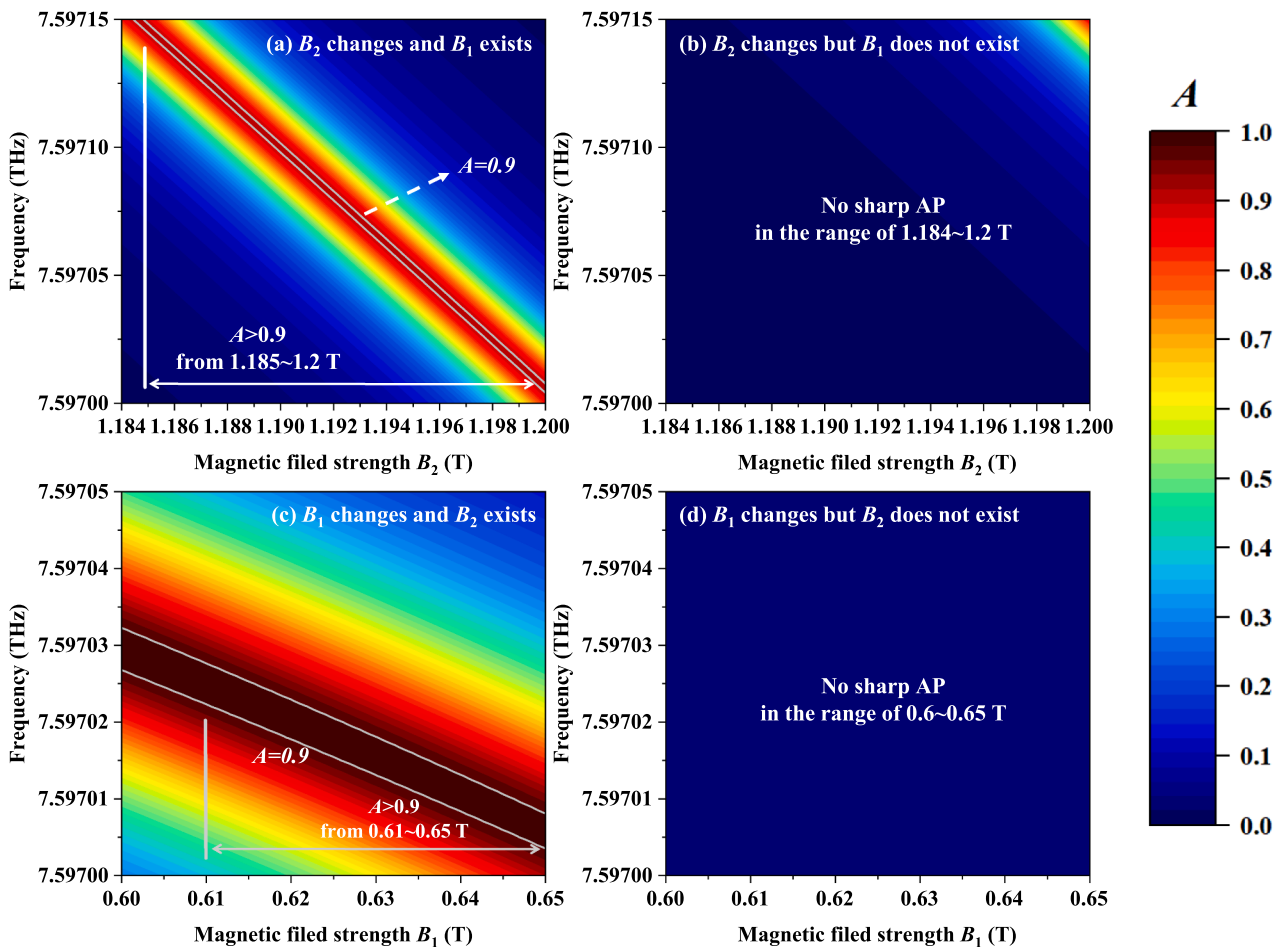 (a) B2 changes and B1 exists
7.59715
7.59710
7.59705
7.59700
Frequency (THz)
A=0.9
A>0.9
from 1.185~1.2 T
1.184 1.186 1.188 1.190 1.192 1.194 1.196 1.198 1.200
Magnetic filed strength B2 (T)
(b) B2 changes but B1 does not exist
7.59715
7.59710
7.59705
7.59700
Frequency (THz)
No sharp AP
in the range of 1.184~1.2 T
1.184 1.186 1.188 1.190 1.192 1.194 1.196 1.198 1.200
Magnetic filed strength B2 (T)
(c) B1 changes and B2 exists
7.59705
7.59704
7.59703
7.59702
7.59701
7.59700
Frequency (THz)
A=0.9
A>0.9
from 0.61~0.65 T
0.60 0.61 0.62 0.63 0.64 0.65
Magnetic filed strength B1 (T)
(d) B1 changes but B2 does not exist
7.59705
7.59704
7.59703
7.59702
7.59701
7.59700
Frequency (THz)
No sharp AP
in the range of 0.6~0.65 T
0.60 0.61 0.62 0.63 0.64 0.65
Magnetic filed strength B1 (T)
A
1.0
0.9
0.8
0.7
0.6
0.5
0.4
0.3
0.2
0.1
0.0